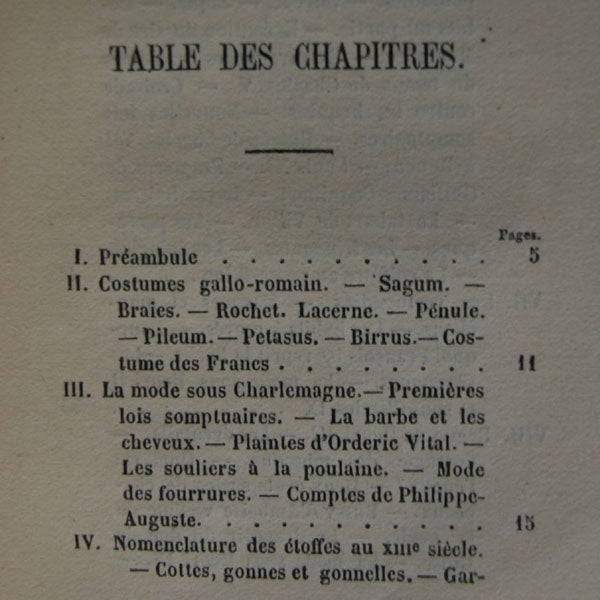 TABLE DES CHAPITRES.
Pages.
I. Préambule . . . . . . . . . . 5
II. Costumes gallo-romain. — Sagum. —
Braies. — Rochet. Lacerne. — Pénule.
— Pileum. — Petasus. — Birrus. — Cos-
tume des Francs . . . . . . . . 11
III. La mode sous Charlemagne. — Premières
lois somptuaires. — La barbe et les
cheveux. — Plaintes d'Orderic Vital. —
Les souliers à la poulaine. — Mode
des fourrures. — Comptes de Philippe-
Auguste. . . . . . . . . . . 15
IV. Nomenclature des étoffes au XIIIe siècle.
— Cottes, gonnes et gonnelles. — Gar-